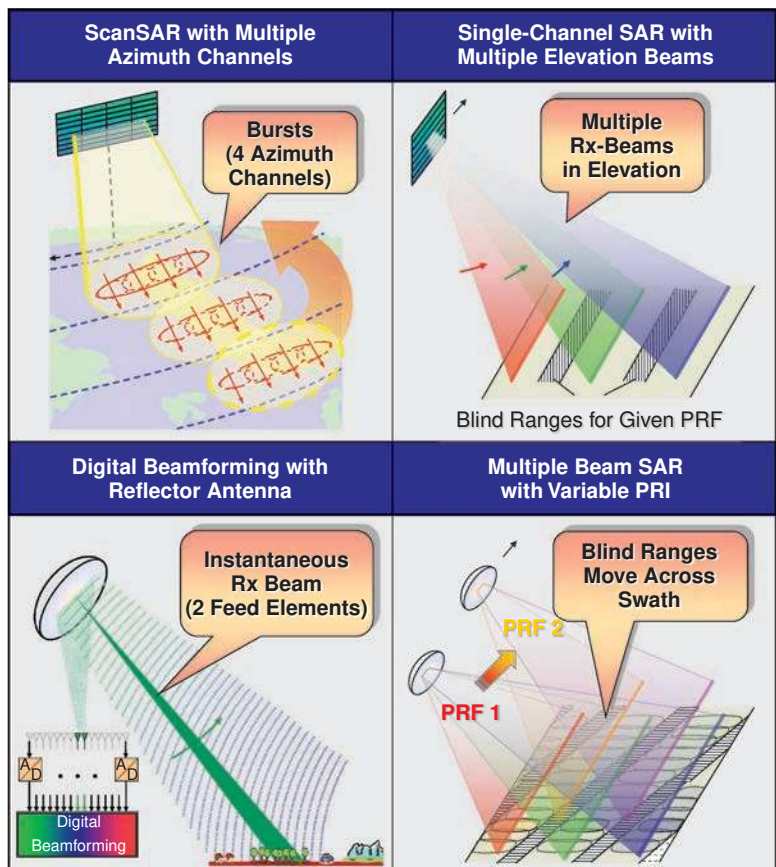 ScanSAR with Multiple
Azimuth Channels
Single-Channel SAR with
Multiple Elevation Beams
Bursts
(4 Azimuth
Channels)
Multiple
Rx-Beams
in Elevation
Blind Ranges for Given PRF
Digital Beamforming with
Reflector Antenna
Multiple Beam SAR
with Variable PRI
Instantaneous
Rx Beam
(2 Feed Elements)
A
D
. . .
A
D
Digital
Beamforming
Blind Ranges
Move Across
Swath
PRF 2
PRF 1